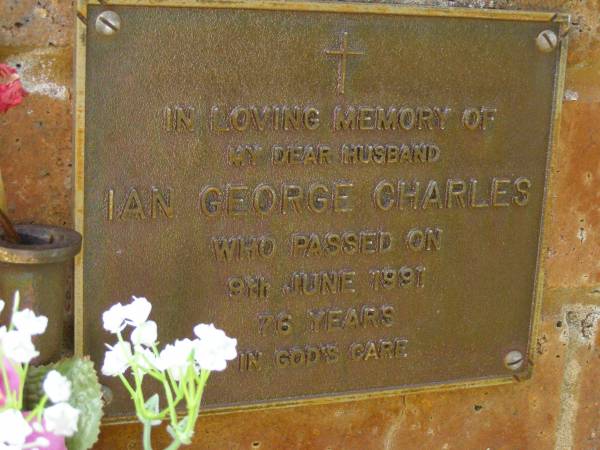 IN LOVING MEMORY OF
MY DEAR HUSBAND
IAN GEORGE CHARLES
WHO PASSED ON
9TH JUNE 1991
76 YEARS
IN GOD'S CARE